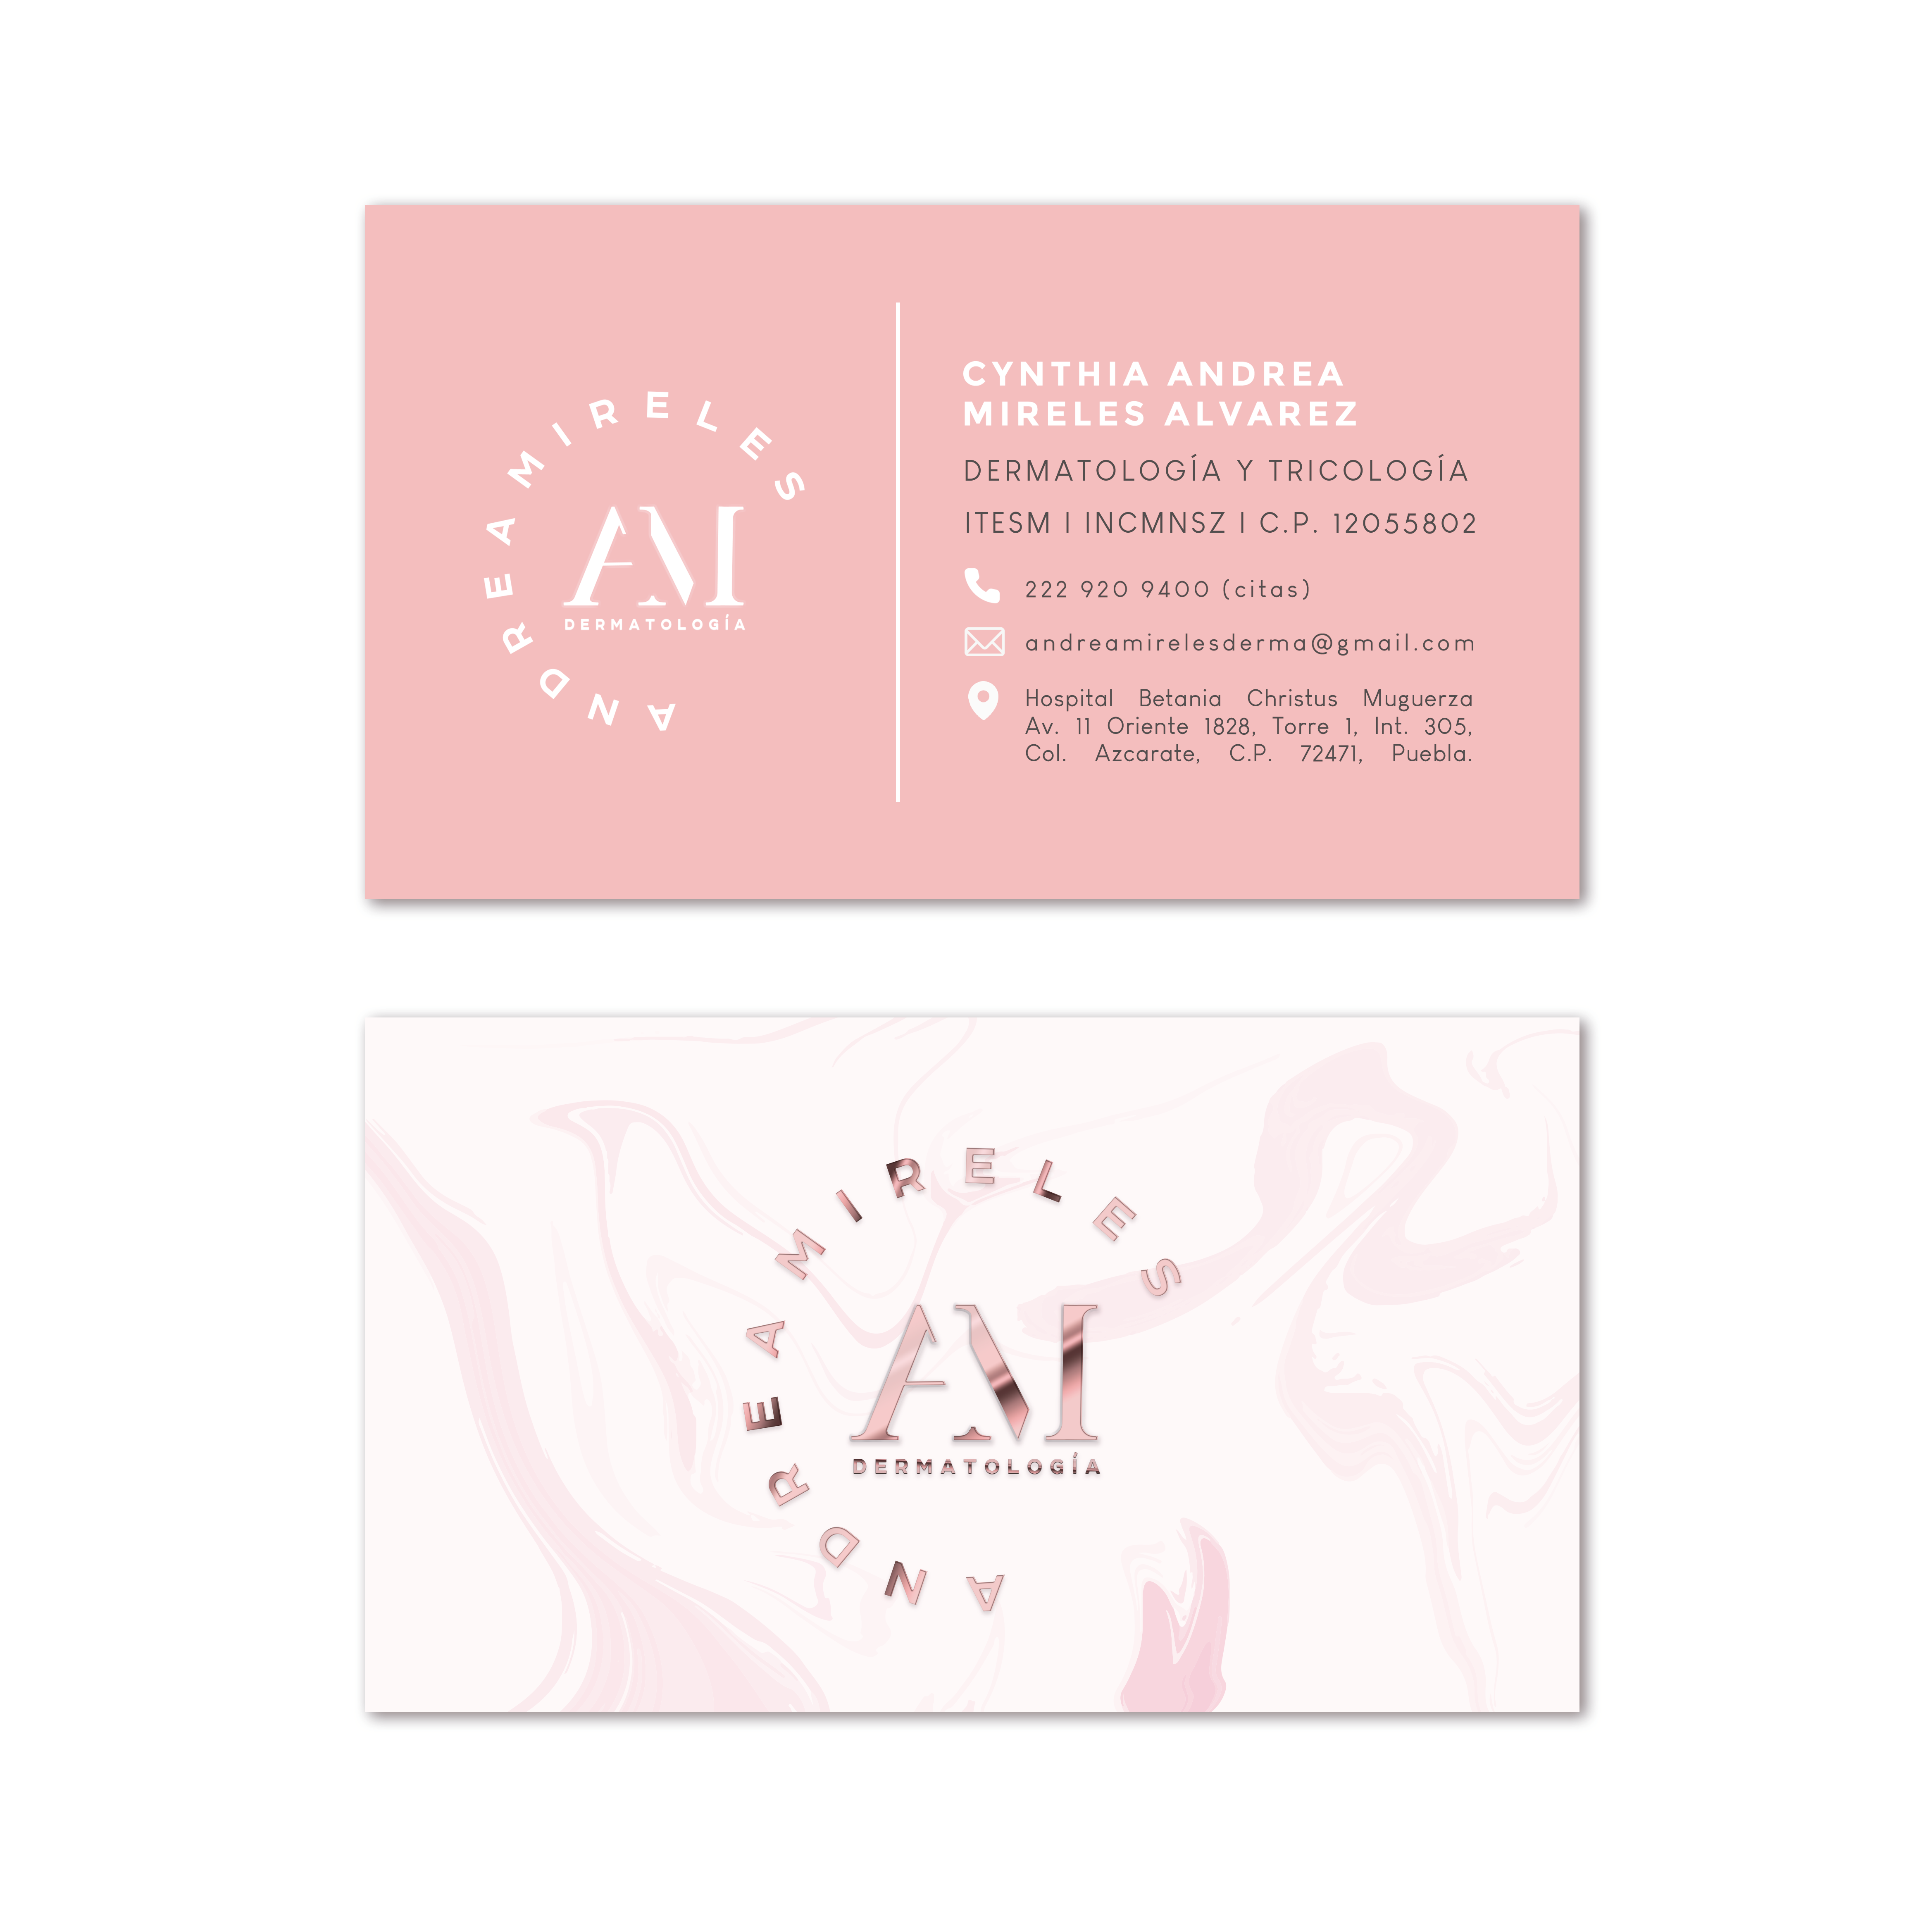 ANDREA MIRELES
AM
DERMATOLOGÍA
CYNTHIA ANDREA
MIRELES ALVAREZ
DERMATOLOGÍA Y TRICOLOGÍA
ITESM I INCMNSZ I C.P. 12055802
222 920 9400 (citas)
andreamirelesderma@gmail.com
Hospital Betania Christus Muguerza
Av. 11 Oriente 1828, Torre 1, Int. 305,
Col. Azcarate, C.P. 72471, Puebla.
ANDREA MIRELES
AM
DERMATOLOGÍA